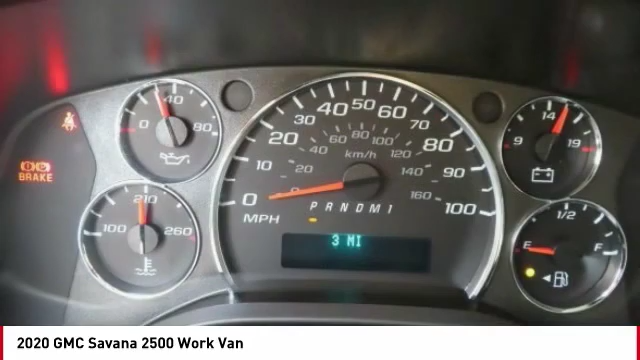 40
0 80
210
100 260
BRAKE
0 10 20 30 40 50 60 70 80 90 100
0 20 40 60 80 100 120 140 160
km/h
MPH
P R N D M 1
3 MI
14
9 19
1/2
E F
2020 GMC Savana 2500 Work Van